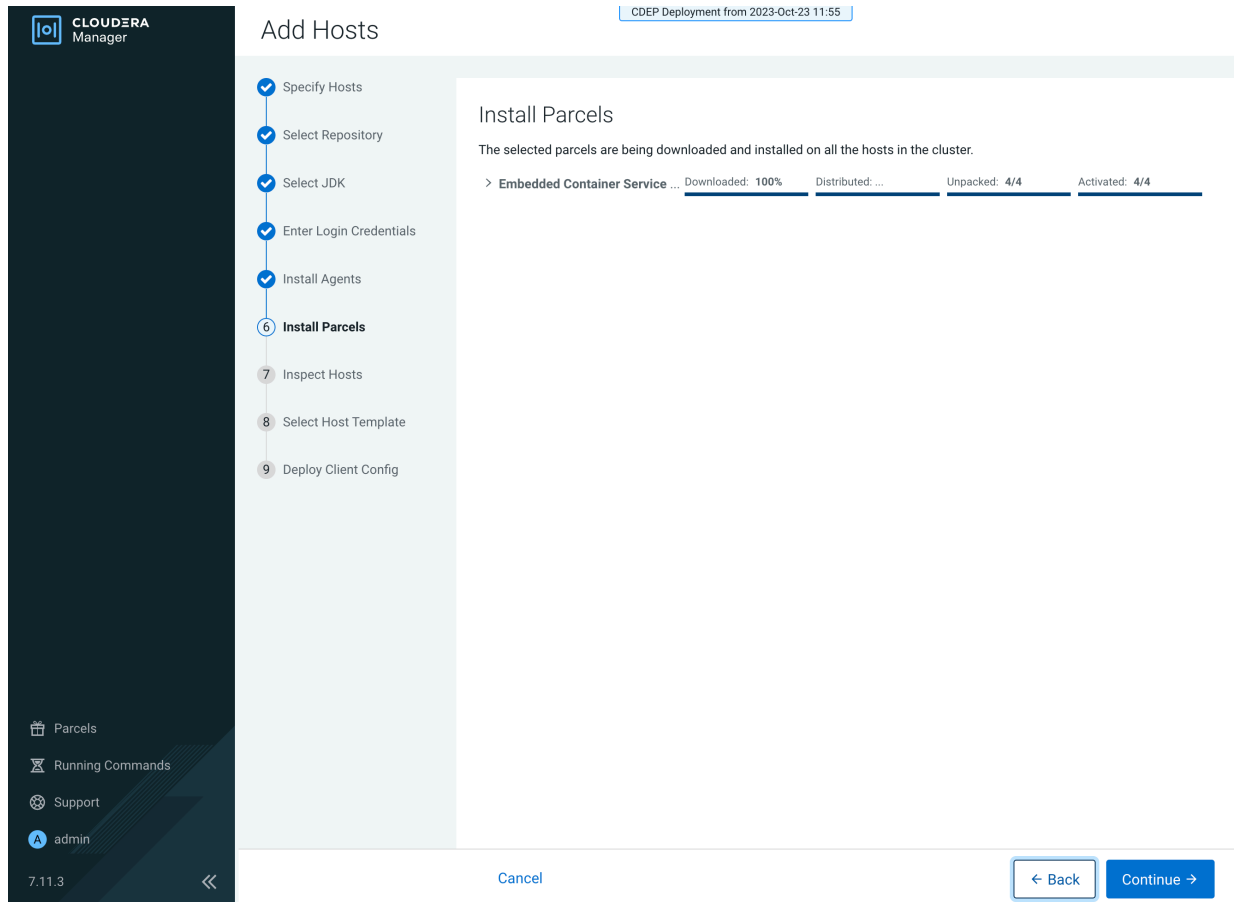 CLOUDERA
Manager
Add Hosts
CDEP Deployment from 2023-Oct-23 11:55
Specify Hosts
Select Repository
Select JDK
Enter Login Credentials
Install Agents
6 Install Parcels
7 Inspect Hosts
8 Select Host Template
9 Deploy Client Config
Install Parcels
The selected parcels are being downloaded and installed on all the hosts in the cluster.
Embedded Container Service ... Downloaded: 100% Distributed: ... Unpacked: 4/4 Activated: 4/4
Parcels
Running Commands
Support
A admin
7.11.3
Cancel
← Back
Continue →